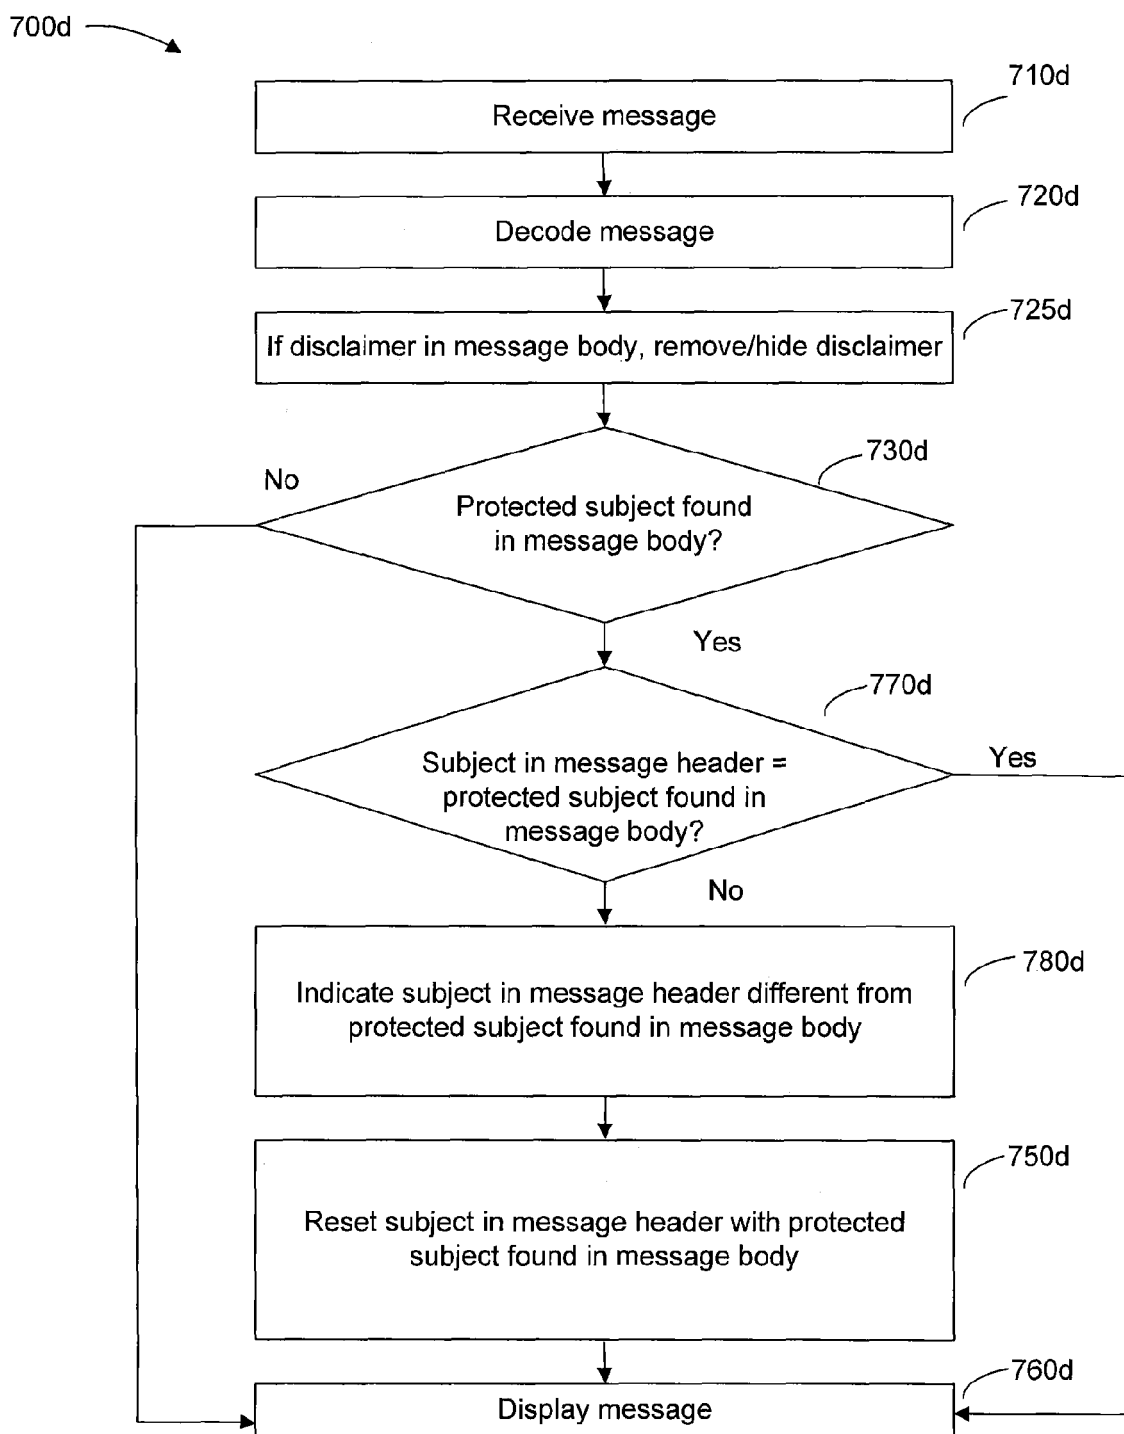 700d
710d
Receive message
720d
Decode message
725d
If disclaimer in message body, remove/hide disclaimer
730d
No
Protected subject found
in message body?
Yes
770d
Subject in message header =
protected subject found in
message body?
Yes
No
780d
Indicate subject in message header different from
protected subject found in message body
750d
Reset subject in message header with protected
subject found in message body
760d
Display message